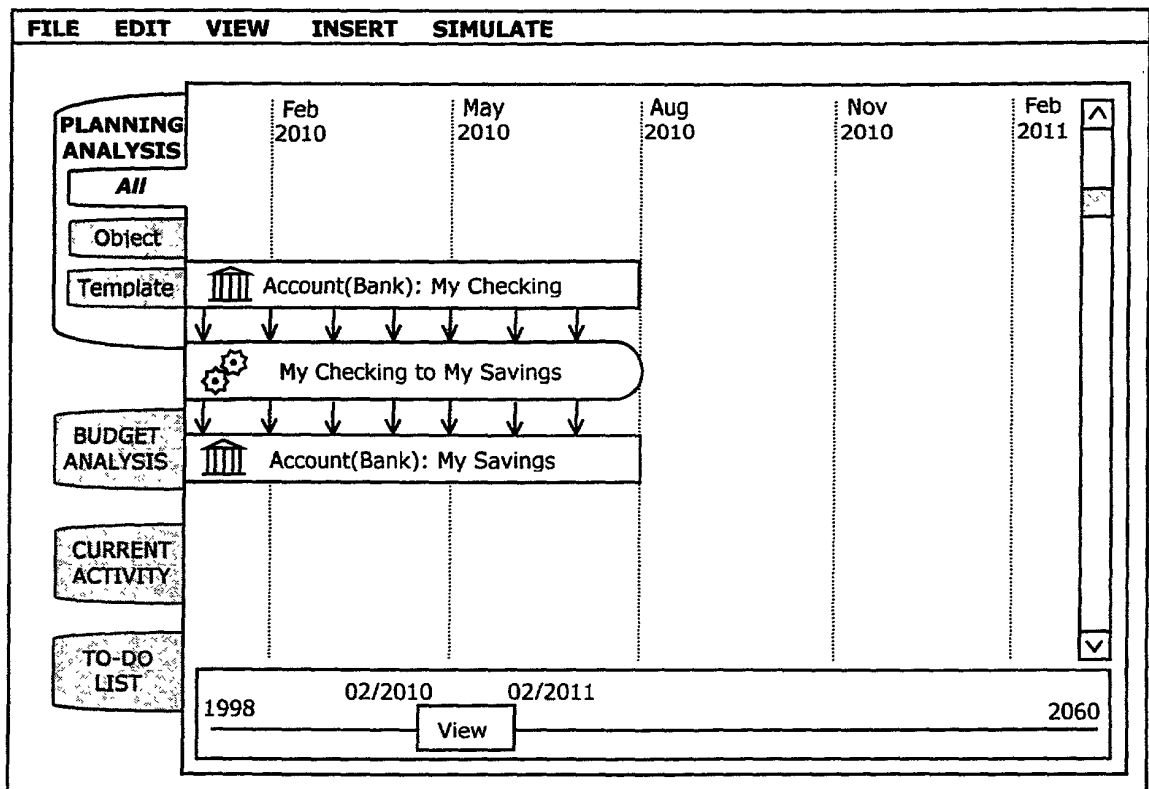 FILE EDIT VIEW INSERT SIMULATE
PLANNING
ANALYSIS
All
Object
Template
BUDGET
ANALYSIS
CURRENT
ACTIVITY
TO-DO
LIST
Feb
2010
May
2010
Aug
2010
Nov
2010
Feb
2011
Account(Bank): My Checking
My Checking to My Savings
Account(Bank): My Savings
02/2010 02/2011
1998 2060
View